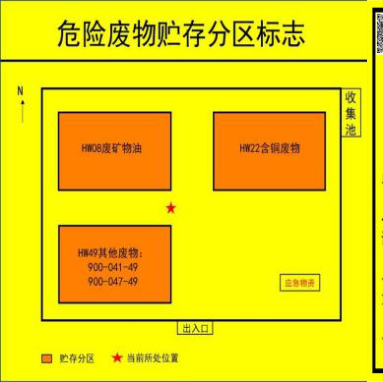 危险废物贮存分区标志
N
收集池
HW08废矿物油
HW22含铜废物
HW49其他废物：
900-041-49
900-047-49
应急物资
出入口
贮存分区
当前所处位置